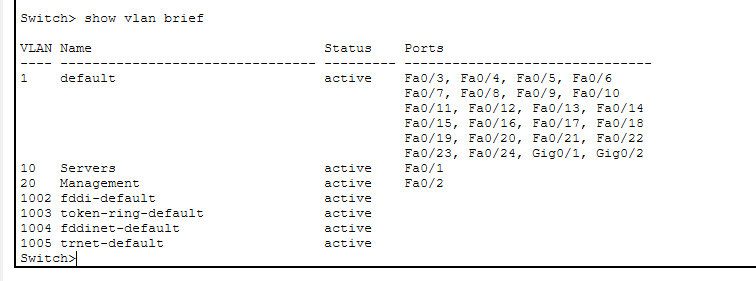 Switch> show vlan brief
VLAN Name Status Ports
---- -------------------------------- --------- -------------------------------
1 default active Fa0/3, Fa0/4, Fa0/5, Fa0/6
Fa0/7, Fa0/8, Fa0/9, Fa0/10
Fa0/11, Fa0/12, Fa0/13, Fa0/14
Fa0/15, Fa0/16, Fa0/17, Fa0/18
Fa0/19, Fa0/20, Fa0/21, Fa0/22
Fa0/23, Fa0/24, Gig0/1, Gig0/2
10 Servers active Fa0/1
20 Management active Fa0/2
1002 fddi-default active
1003 token-ring-default active
1004 fddinet-default active
1005 trnet-default active
Switch>